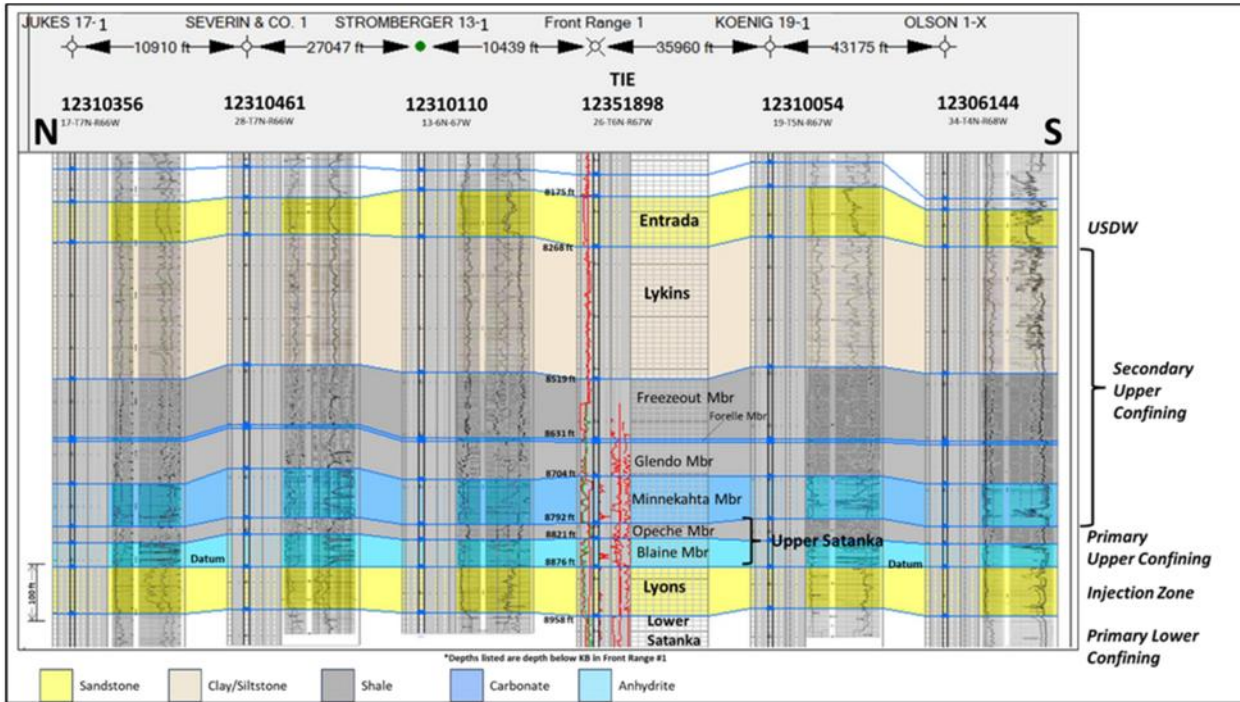 JUKES 17-1 SEVERIN & CO. 1 STROMBERGER 13-1 Front Range 1 KOENIG 19-1 OLSON 1-X
10910 ft 27047 ft 10439 ft 35960 ft 43175 ft
TIE
12310356 12310461 12310110 12351898 12310054 12306144
17-T7N-R66W 28-T7N-R66W 13-6N-67W 26-T6N-R67W 19-T5N-R67W 34-T4N-R68W
N S
8175 ft
Entrada
USDW
8268 ft
Lykins
Secondary
Upper
Confining
8519 ft
Freezeout Mbr
Forelle Mbr
8631 ft
Glendo Mbr
8704 ft
Minnekahta Mbr
8792 ft
Opeche Mbr
8821 ft
Upper Satanka
Primary
Upper Confining
Blaine Mbr
Datum Datum
8876 ft
100 ft
Lyons
Injection Zone
8958 ft
Lower
Satanka
Primary Lower
Confining
*Depths listed are depth below KB in Front Range #1
Sandstone Clay/Siltstone Shale Carbonate Anhydrite